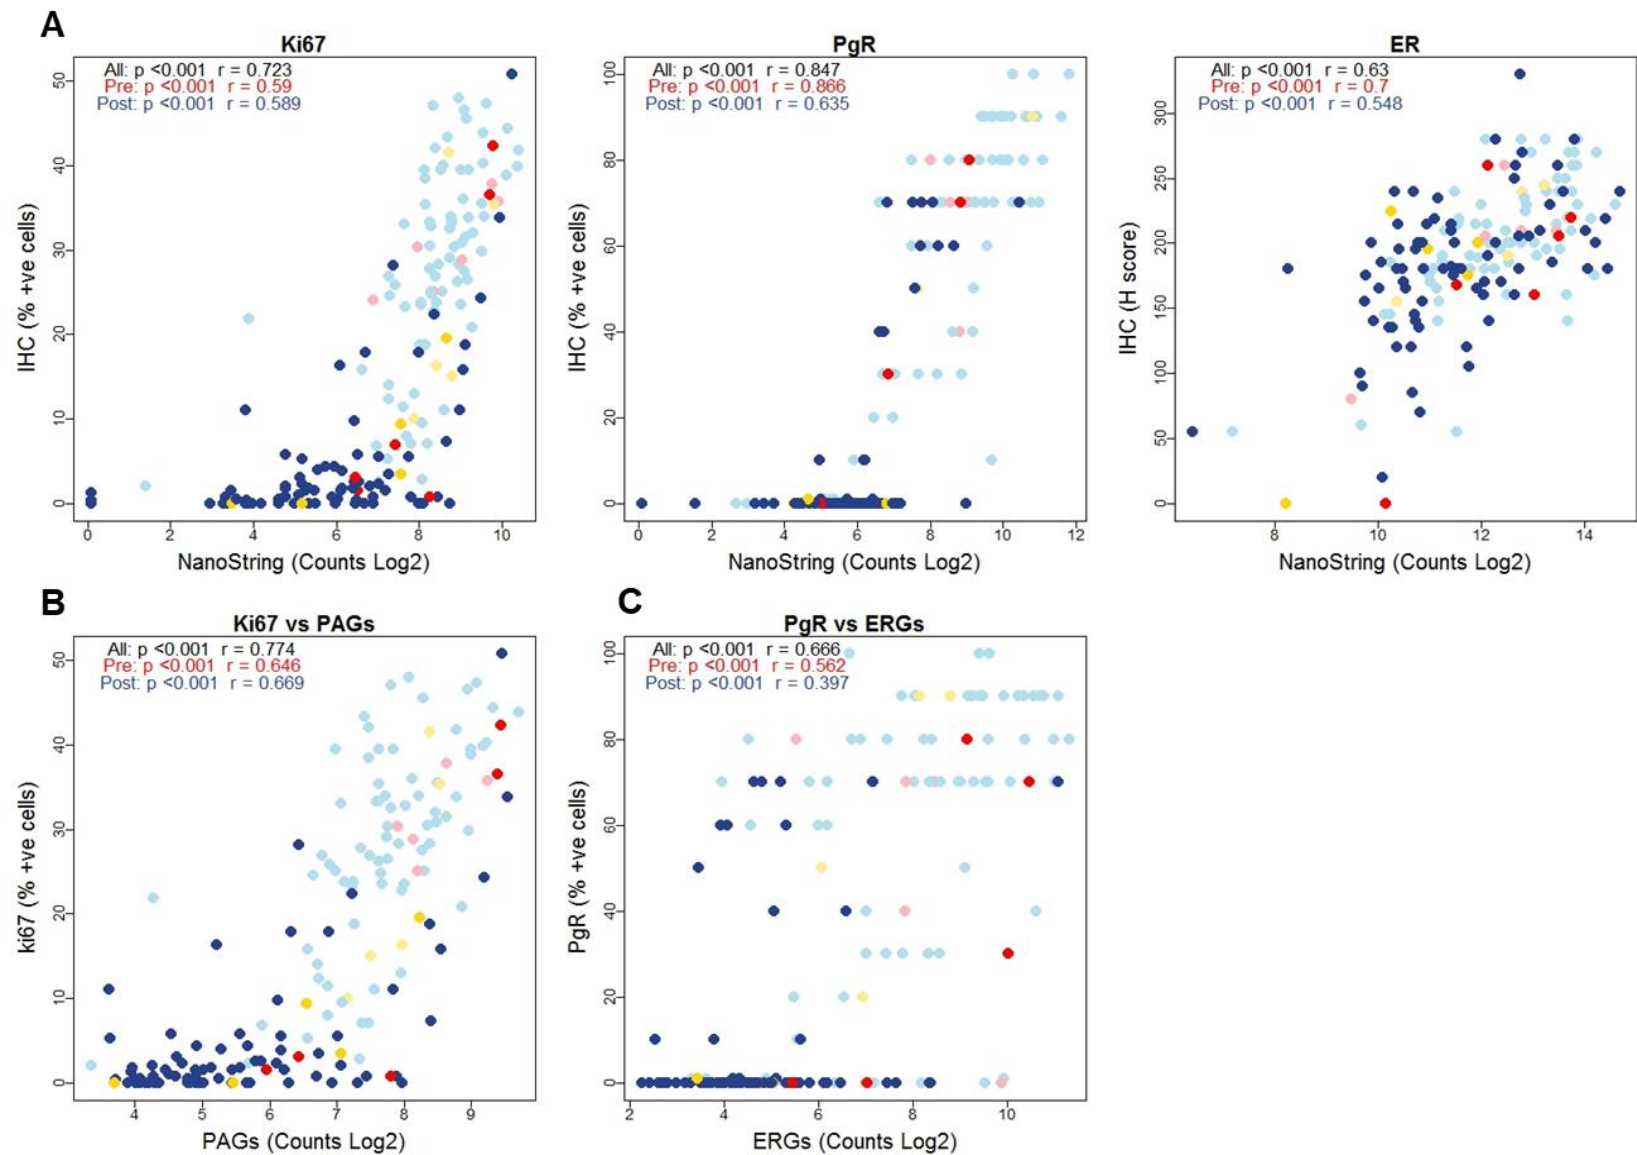 A
Ki67
All: p <0.001 r = 0.723
Pre: p <0.001 r = 0.59
Post: p <0.001 r = 0.589
IHC (% +ve cells)
0
10
20
30
40
50
0 2 4 6 8 10
NanoString (Counts Log2)
PgR
All: p <0.001 r = 0.847
Pre: p <0.001 r = 0.866
Post: p <0.001 r = 0.635
IHC (% +ve cells)
0
20
40
60
80
100
0 2 4 6 8 10 12
NanoString (Counts Log2)
ER
All: p <0.001 r = 0.63
Pre: p <0.001 r = 0.7
Post: p <0.001 r = 0.548
IHC (H score)
0
50
100
150
200
250
300
8 10 12 14
NanoString (Counts Log2)
B
Ki67 vs PAGs
All: p <0.001 r = 0.774
Pre: p <0.001 r = 0.646
Post: p <0.001 r = 0.669
ki67 (% +ve cells)
0
10
20
30
40
50
4 5 6 7 8 9
PAGs (Counts Log2)
C
PgR vs ERGs
All: p <0.001 r = 0.666
Pre: p <0.001 r = 0.562
Post: p <0.001 r = 0.397
PgR (% +ve cells)
0
20
40
60
80
100
2 4 6 8 10
ERGs (Counts Log2)